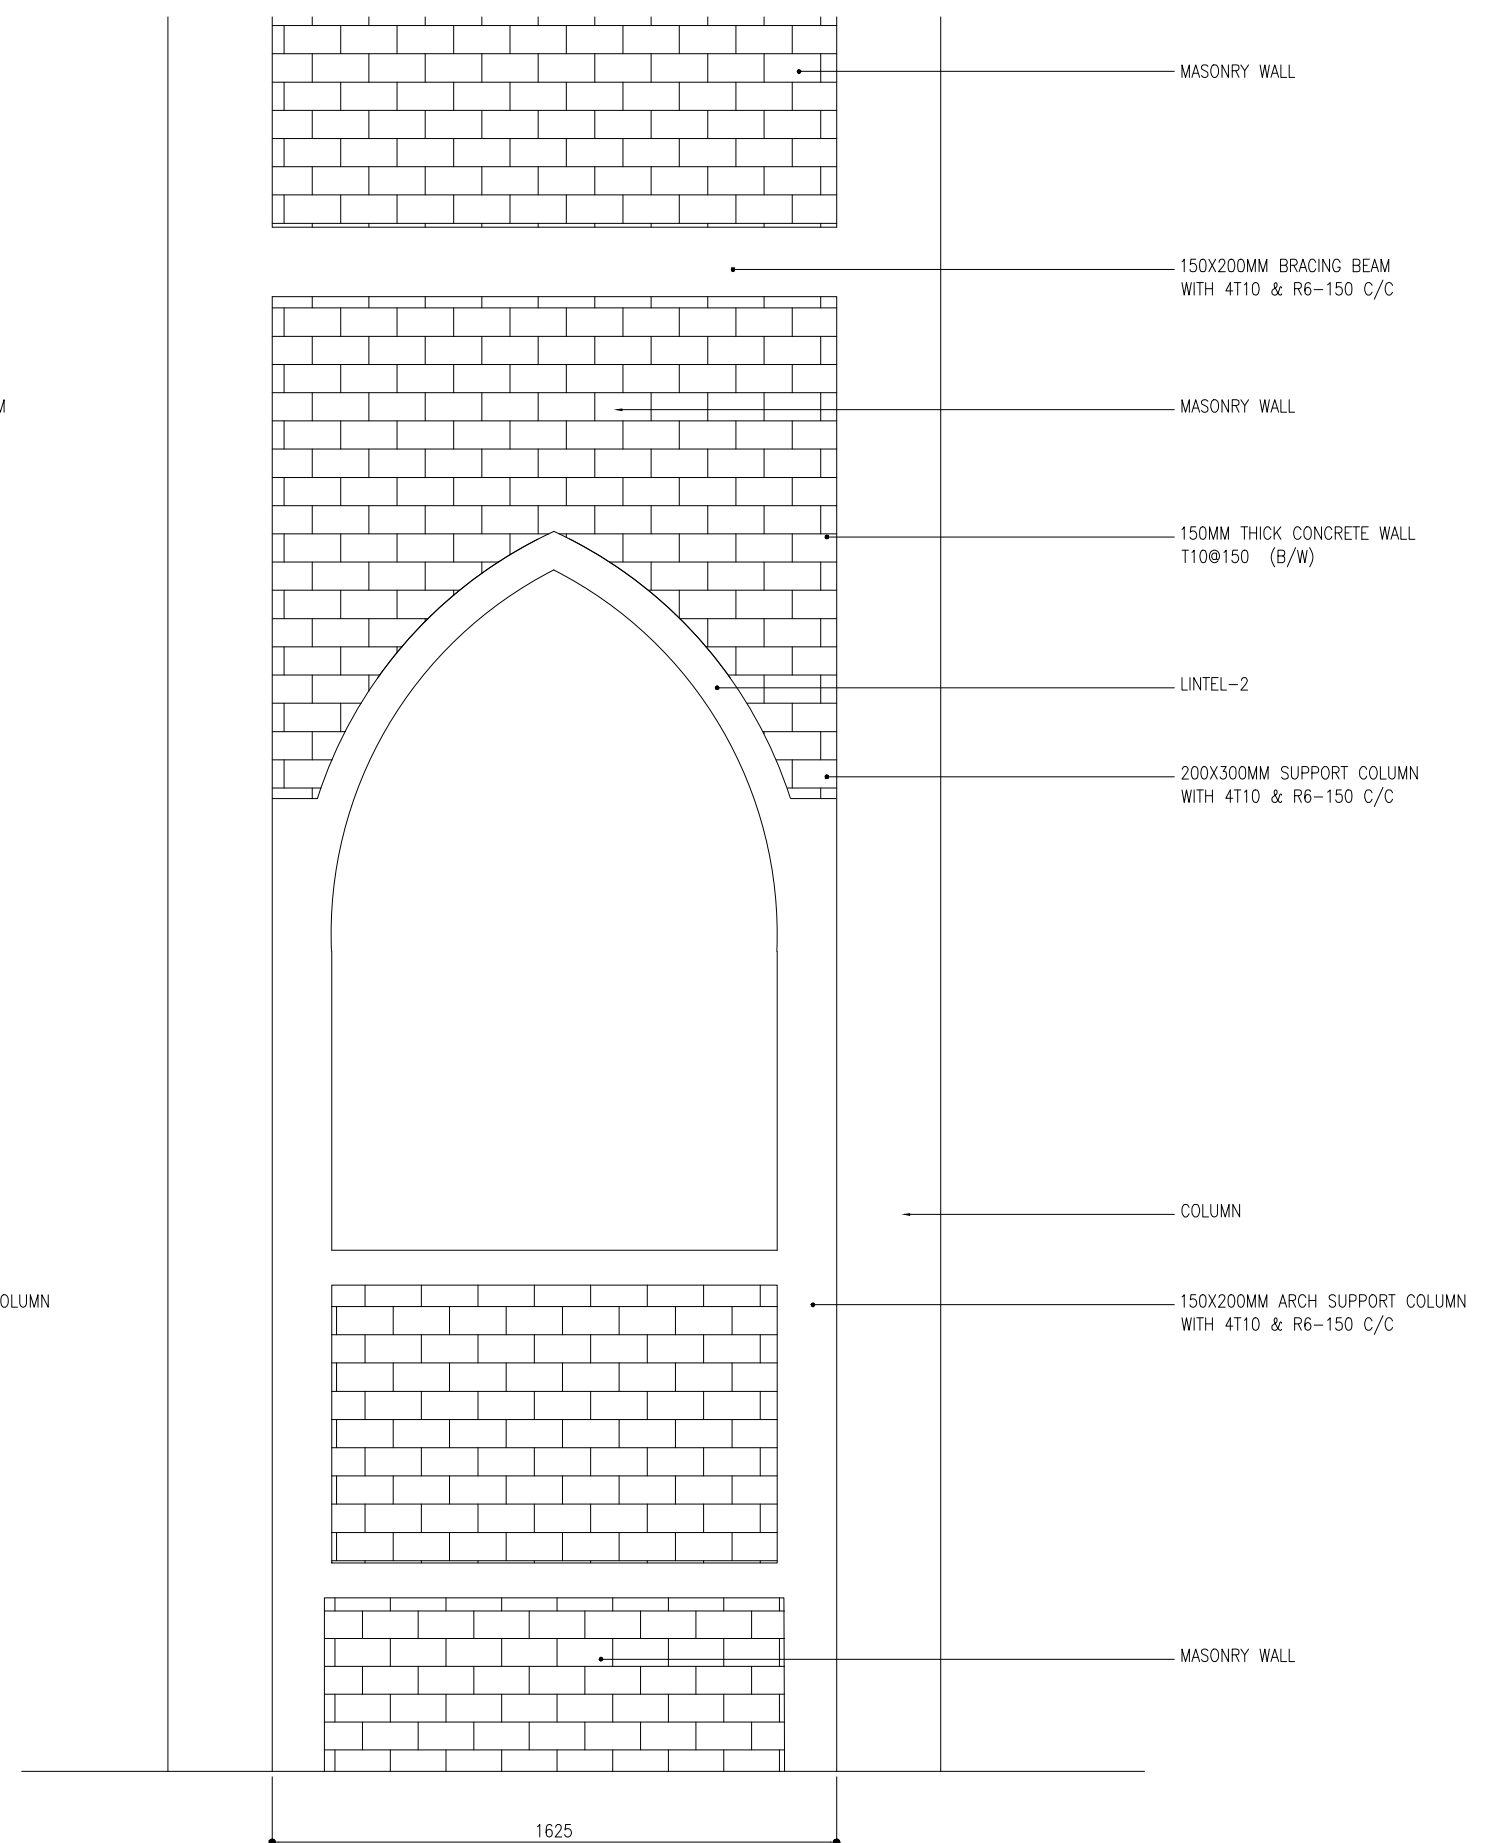 MASONRY WALL
150X200MM BRACING BEAM
WITH 4T10 & R6-150 C/C
M
MASONRY WALL
150MM THICK CONCRETE WALL
T10@150 (B/W)
LINTEL-2
200X300MM SUPPORT COLUMN
WITH 4T10 & R6-150 C/C
COLUMN
OLUMN
150X200MM ARCH SUPPORT COLUMN
WITH 4T10 & R6-150 C/C
MASONRY WALL
1625